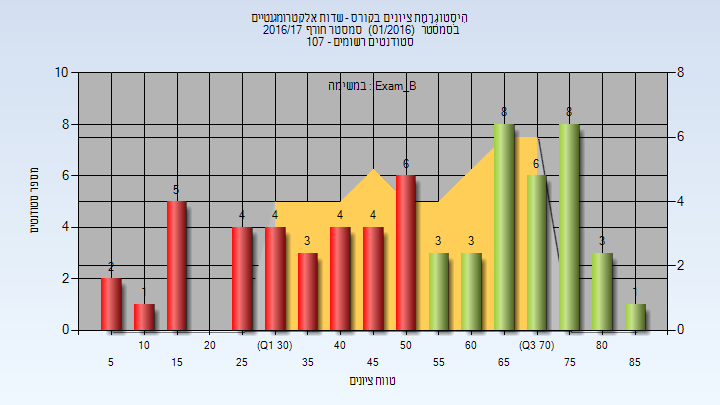 היסטוגרמת ציונים בקורס - שדות אלקטרומגנטיים
בסמסטר (01/2016) סמסטר חורף 2016/17
סטודנטים רשומים - 107
במשימה : Exam_B
מספר סטודנטים
10 8 6 4 2 0
8 6 4 2 0
2 1 5 4 4 3 4 4 6 3 3 8 6 8 3 1
10 20 (Q1 30) 40 50 60 (Q3 70) 80
5 15 25 35 45 55 65 75 85
טווח ציונים